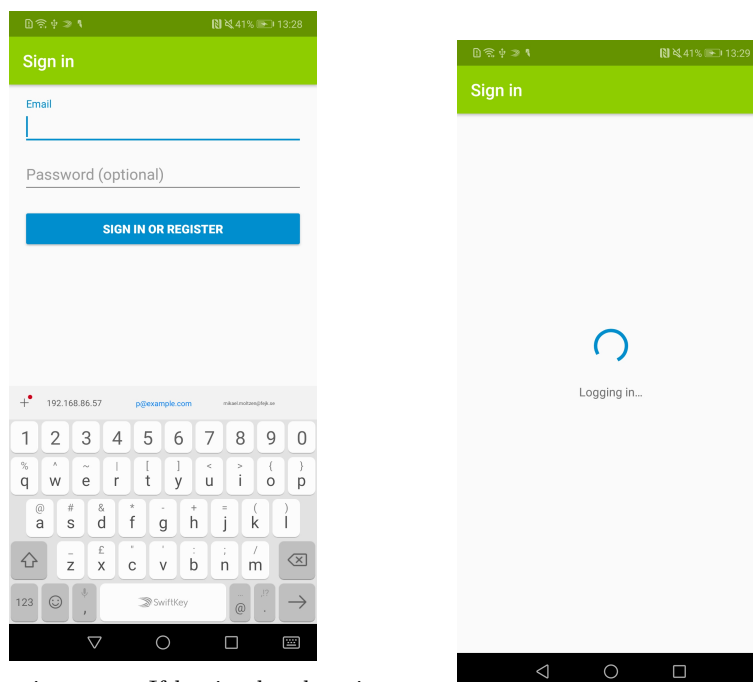 41% 13:28
Sign in
Email
Password (optional)
SIGN IN OR REGISTER
192.168.86.57 p@example.com
1 2 3 4 5 6 7 8 9 0
% ^ ~ | [ ] < > { }
q w e r t y u i o p
@ # & * - + = ( )
a s d f g h j k l
_ £ " ' : ; /
z x c v b n m
123 , SwiftKey @ .
41% 13:29
Sign in
Logging in...